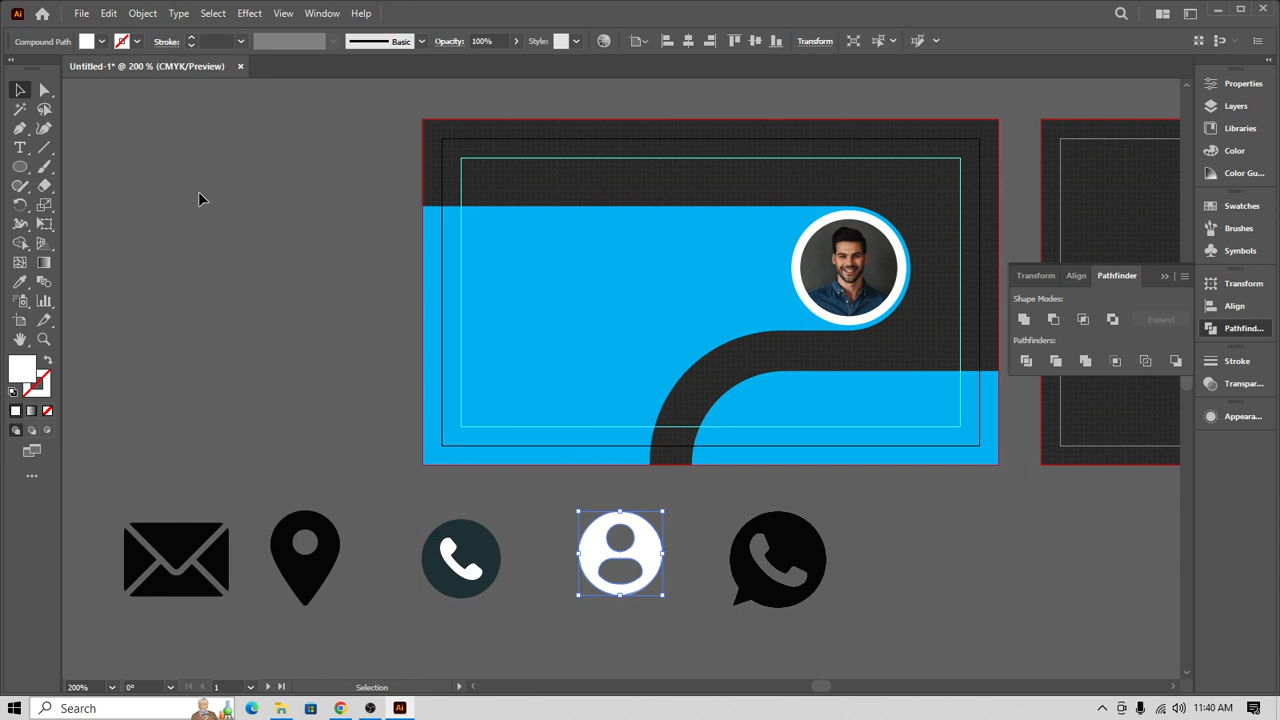 Ai File Edit Object Type Select Effect View Window Help
Compound Path Stroke: Basic Opacity: 100% Style: Transform
Untitled-1* @ 200 % (CMYK/Preview)
Properties
Layers
Libraries
Color
Color Gu...
Swatches
Brushes
Symbols
Transform
Align
Pathfind...
Stroke
Transpar...
Appeara...
Transform Align Pathfinder
Shape Modes:
Expand
Pathfinders:
200% 0° 1 Selection
Search Ai 11:40 AM